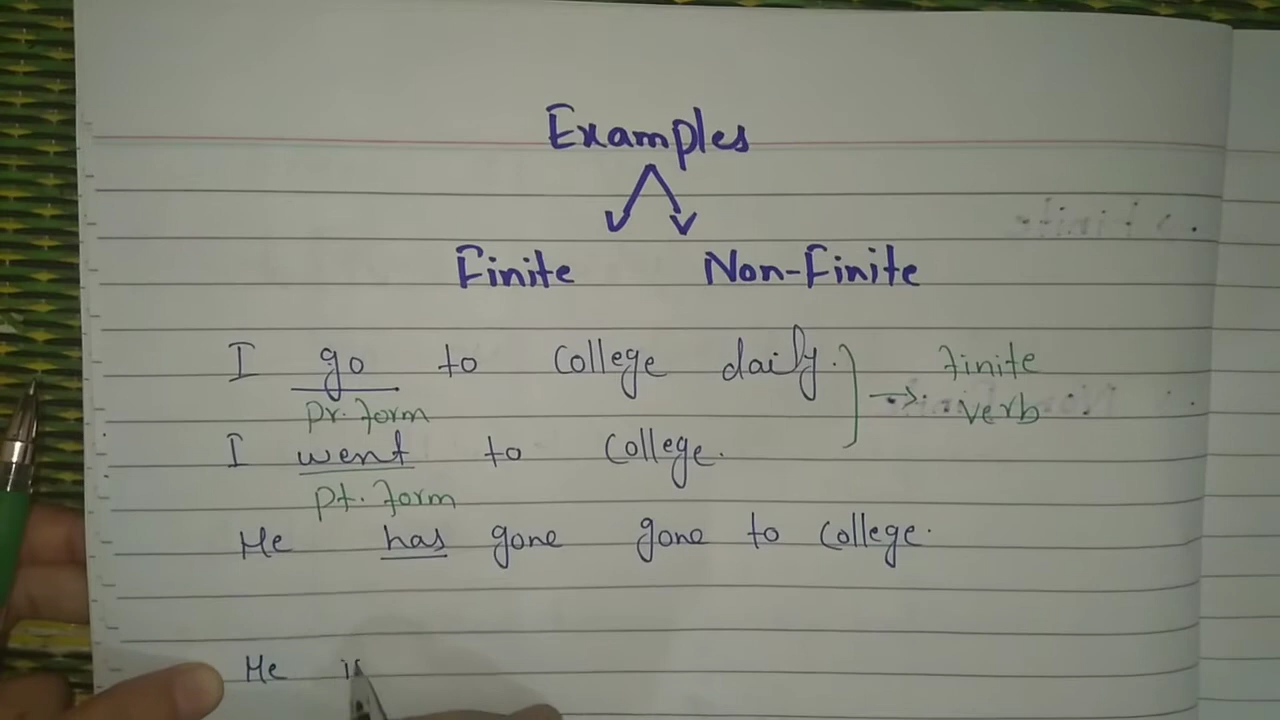 Examples
Finite Non-Finite
I go to College daily. → finite
pr. form verb
I went to College.
pt. form
He has gone gone to College.
He is